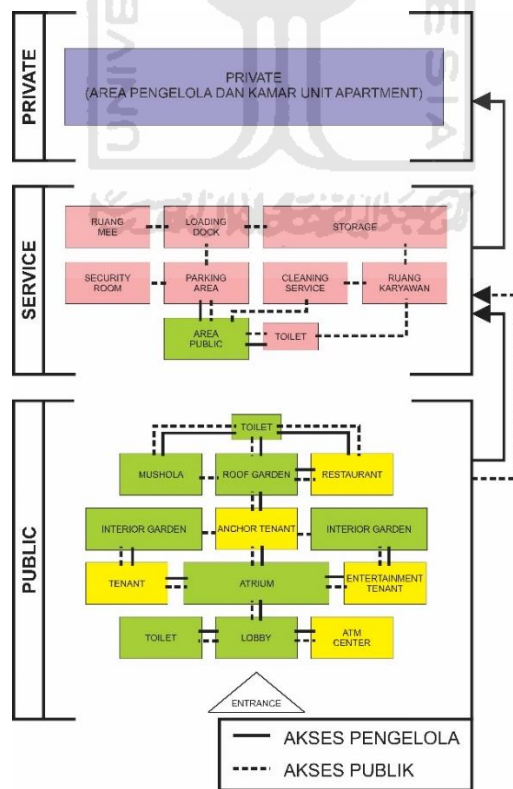 PRIVATE
PRIVATE
(AREA PENGELOLA DAN KAMAR UNIT APARTMENT)
SERVICE
RUANG
MEE
LOADING
DOCK
STORAGE
SECURITY
ROOM
PARKING
AREA
CLEANING
SERVICE
RUANG
KARYAWAN
AREA
PUBLIC
TOILET
PUBLIC
TOILET
MUSHOLA
ROOF GARDEN
RESTAURANT
INTERIOR GARDEN
ANCHOR TENANT
INTERIOR GARDEN
TENANT
ATRIUM
ENTERTAINMENT
TENANT
TOILET
LOBBY
ATM
CENTER
ENTRANCE
AKSES PENGELOLA
AKSES PUBLIK